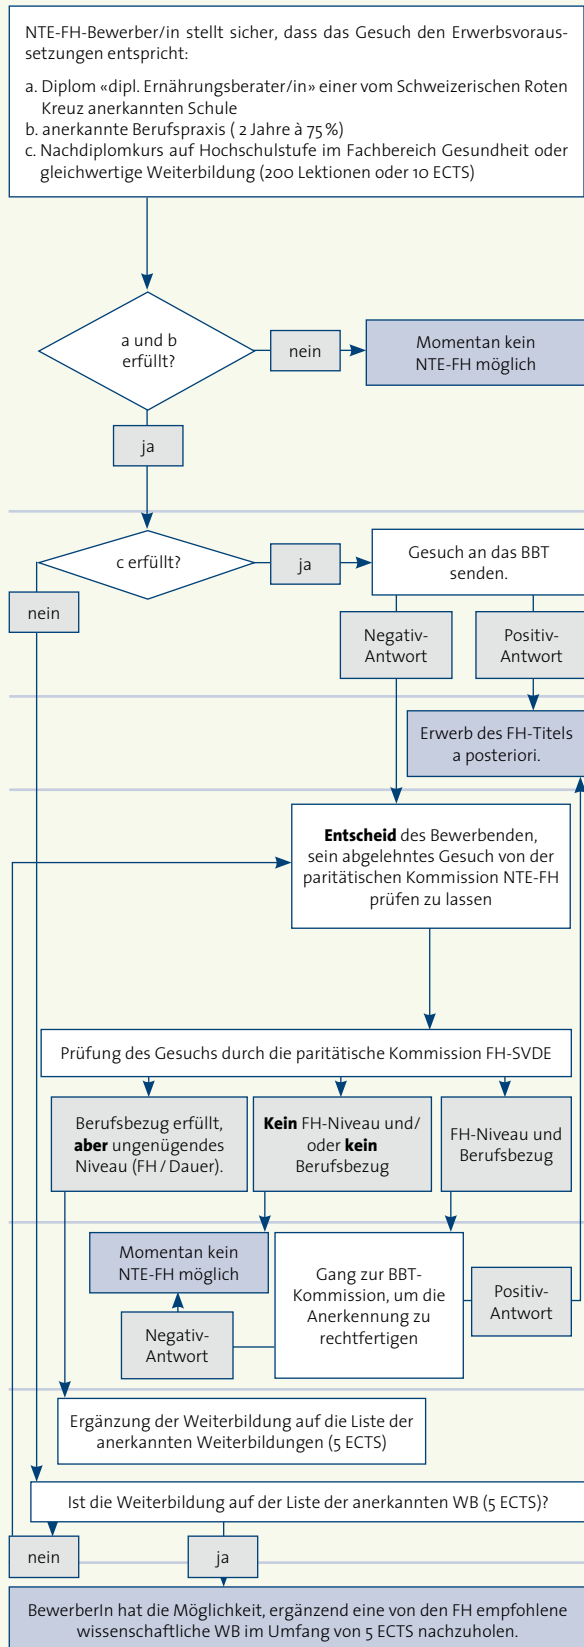 NTE-FH-Bewerber/in stellt sicher, dass das Gesuch den Erwerbsvoraus-
setzungen entspricht:
a. Diplom «dipl. Ernährungsberater/in» einer vom Schweizerischen Roten
Kreuz anerkannten Schule
b. anerkannte Berufspraxis ( 2 Jahre à 75 %)
c. Nachdiplomkurs auf Hochschulstufe im Fachbereich Gesundheit oder
gleichwertige Weiterbildung (200 Lektionen oder 10 ECTS)
a und b
erfüllt?
nein
Momentan kein
NTE-FH möglich
ja
c erfüllt?
ja
Gesuch an das BBT
senden.
nein
Negativ-
Antwort
Positiv-
Antwort
Erwerb des FH-Titels
a posteriori.
Entscheid des Bewerbenden,
sein abgelehntes Gesuch von der
paritätischen Kommission NTE-FH
prüfen zu lassen
Prüfung des Gesuchs durch die paritätische Kommission FH-SVDE
Berufsbezug erfüllt,
aber ungenügendes
Niveau (FH / Dauer).
Kein FH-Niveau und/
oder kein
Berufsbezug
FH-Niveau und
Berufsbezug
Momentan kein
NTE-FH möglich
Gang zur BBT-
Kommission, um die
Anerkennung zu
rechtfertigen
Positiv-
Antwort
Negativ-
Antwort
Ergänzung der Weiterbildung auf die Liste der
anerkannten Weiterbildungen (5 ECTS)
Ist die Weiterbildung auf der Liste der anerkannten WB (5 ECTS)?
nein
ja
BewerberIn hat die Möglichkeit, ergänzend eine von den FH empfohlene
wissenschaftliche WB im Umfang von 5 ECTS nachzuholen.